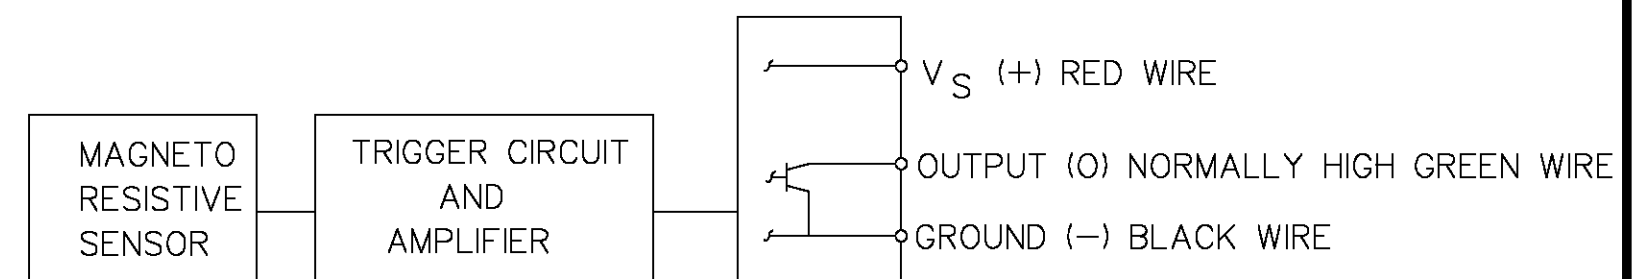 V S (+) RED WIRE
MAGNETO
RESISTIVE
SENSOR
TRIGGER CIRCUIT
AND
AMPLIFIER
OUTPUT (O) NORMALLY HIGH GREEN WIRE
GROUND (−) BLACK WIRE